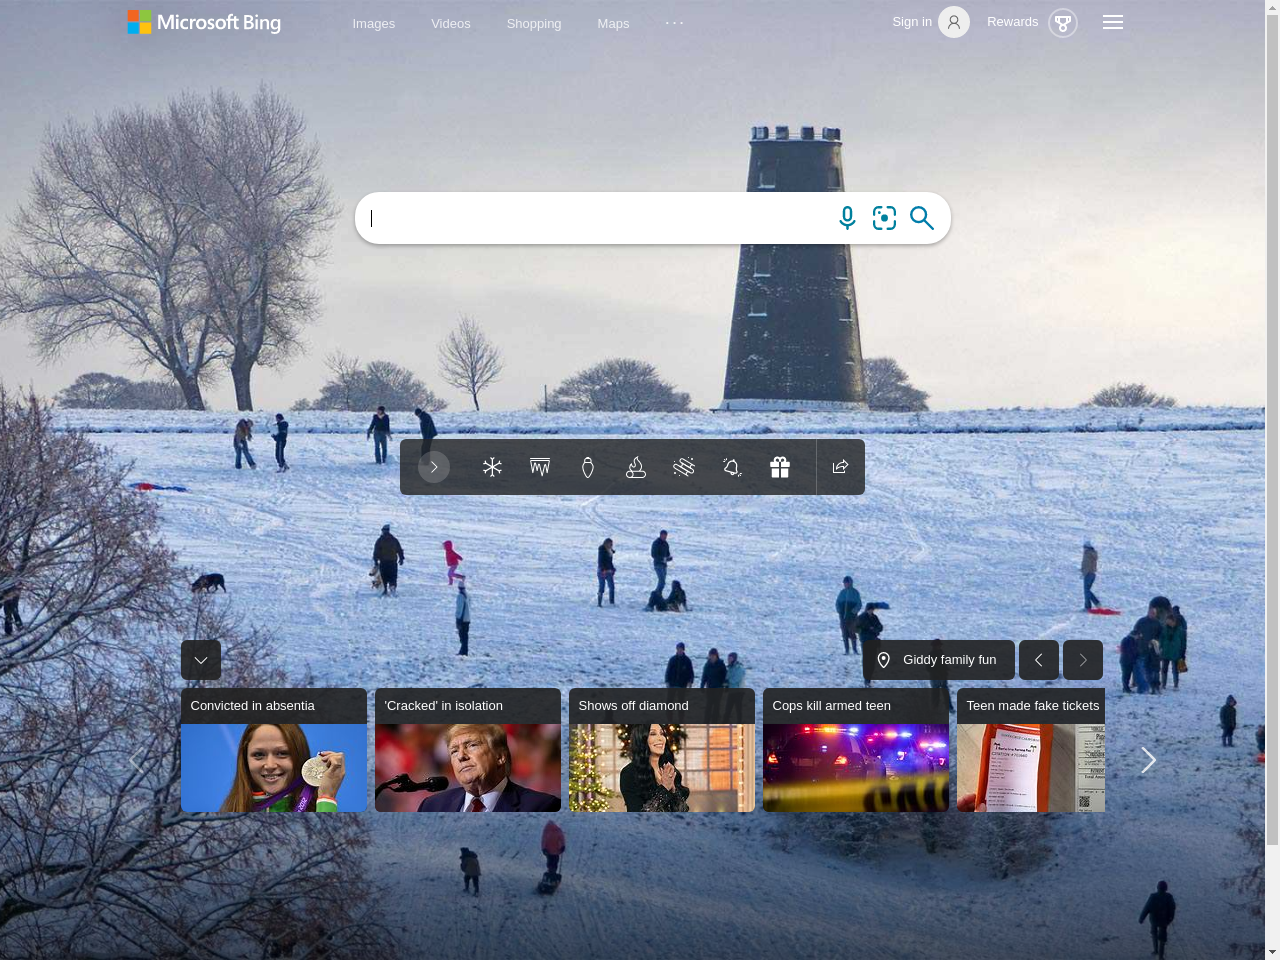 Microsoft Bing
Images
Videos
Shopping
Maps
Sign in
Rewards
Giddy family fun
Convicted in absentia
'Cracked' in isolation
Shows off diamond
Cops kill armed teen
Teen made fake tickets